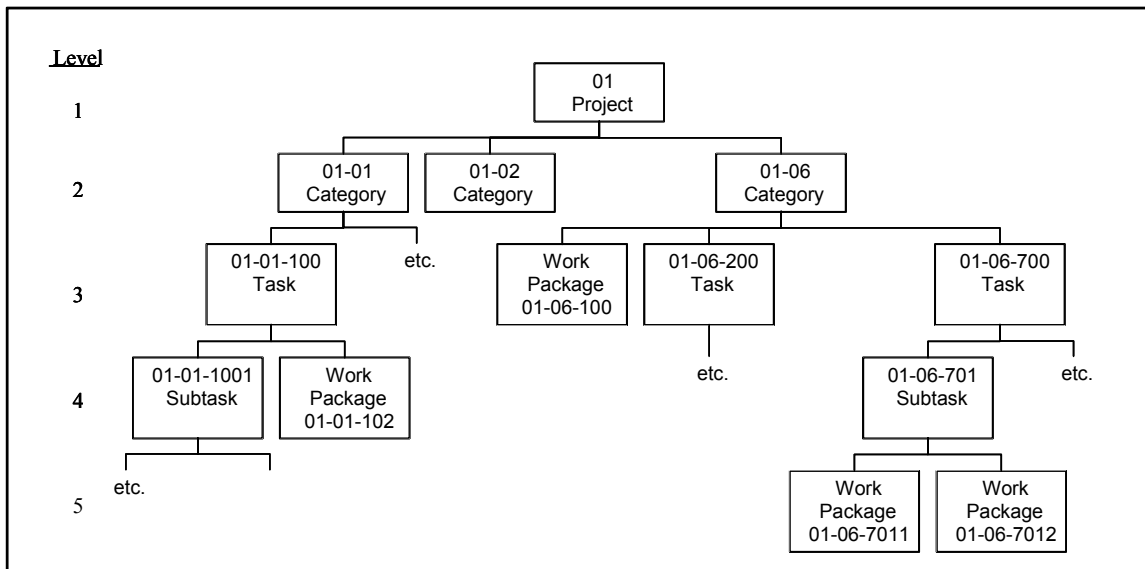 Level
1
01
Project
2
01-01
Category
01-02
Category
01-06
Category
etc.
3
01-01-100
Task
Work
Package
01-06-100
01-06-200
Task
01-06-700
Task
etc.
etc.
4
01-01-1001
Subtask
Work
Package
01-01-102
01-06-701
Subtask
etc.
5
Work
Package
01-06-7011
Work
Package
01-06-7012